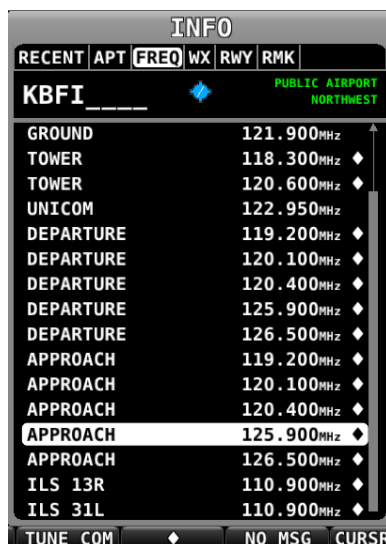 INFO
RECENT APT FREQ WX RWY RMK
KBFI____
PUBLIC AIRPORT
NORTHWEST
GROUND 121.900MHz
TOWER 118.300MHz ◆
TOWER 120.600MHz ◆
UNICOM 122.950MHz
DEPARTURE 119.200MHz ◆
DEPARTURE 120.100MHz ◆
DEPARTURE 120.400MHz ◆
DEPARTURE 125.900MHz ◆
DEPARTURE 126.500MHz ◆
APPROACH 119.200MHz ◆
APPROACH 120.100MHz ◆
APPROACH 120.400MHz ◆
APPROACH 125.900MHz ◆
APPROACH 126.500MHz ◆
ILS 13R 110.900MHz ◆
ILS 31L 110.900MHz ◆
TUNE COM ◆ NO MSG CURSR